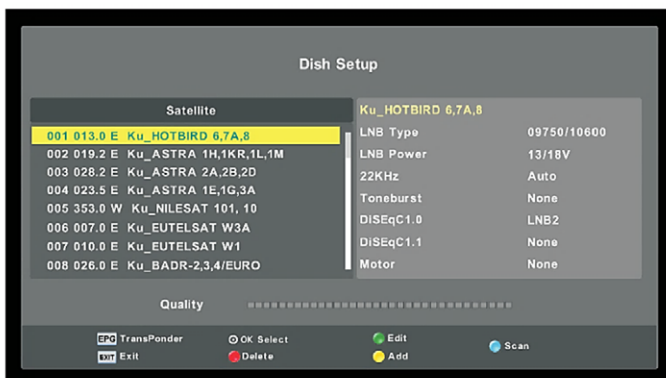 Dish Setup
Satellite
001 013.0 E Ku_HOTBIRD 6,7A,8
002 019.2 E Ku_ASTRA 1H,1KR,1L,1M
003 028.2 E Ku_ASTRA 2A,2B,2D
004 023.5 E Ku_ASTRA 1E,1G,3A
005 353.0 W Ku_NILESAT 101, 10
006 007.0 E Ku_EUTELSAT W3A
007 010.0 E Ku_EUTELSAT W1
008 026.0 E Ku_BADR-2,3,4/EURO
Ku_HOTBIRD 6,7A,8
LNB Type 09750/10600
LNB Power 13/18V
22KHz Auto
Toneburst None
DiSEqC1.0 LNB2
DiSEqC1.1 None
Motor None
Quality
EPG TransPonder OK Select Edit Scan
EXIT Exit Delete Add